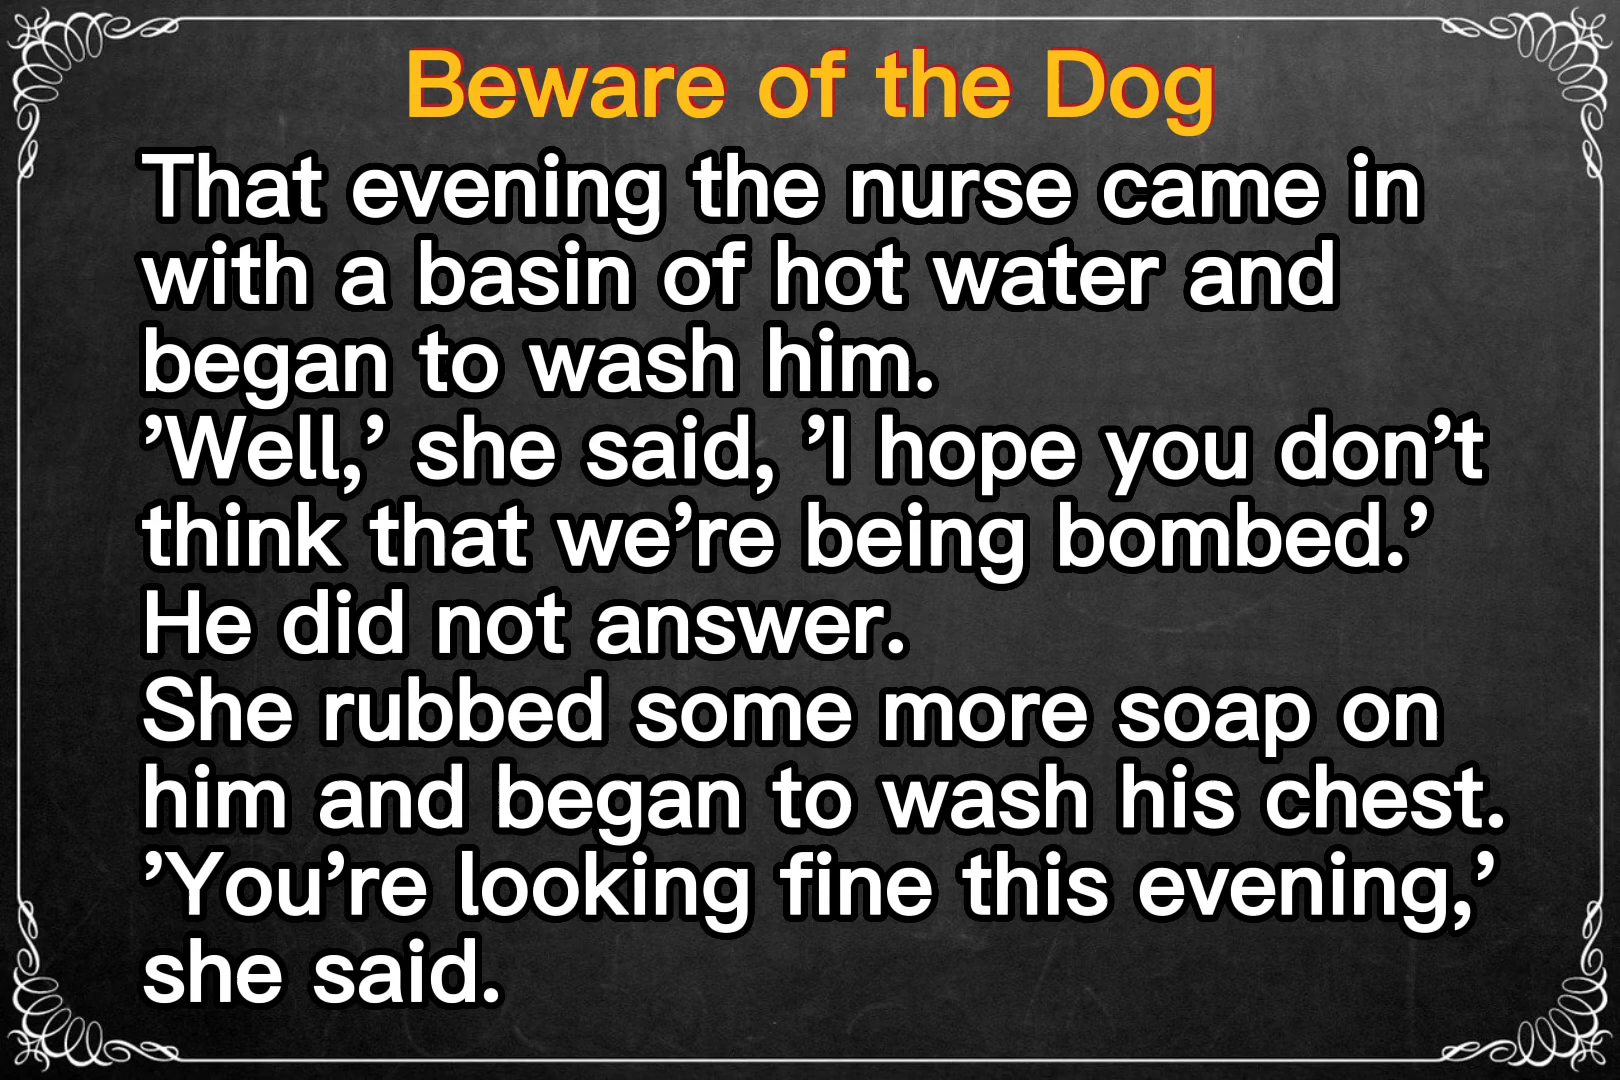 Beware of the Dog
That evening the nurse came in
with a basin of hot water and
began to wash him.
’Well,’ she said, ’I hope you don’t
think that we’re being bombed.’
He did not answer.
She rubbed some more soap on
him and began to wash his chest.
’You’re looking fine this evening,’
she said.